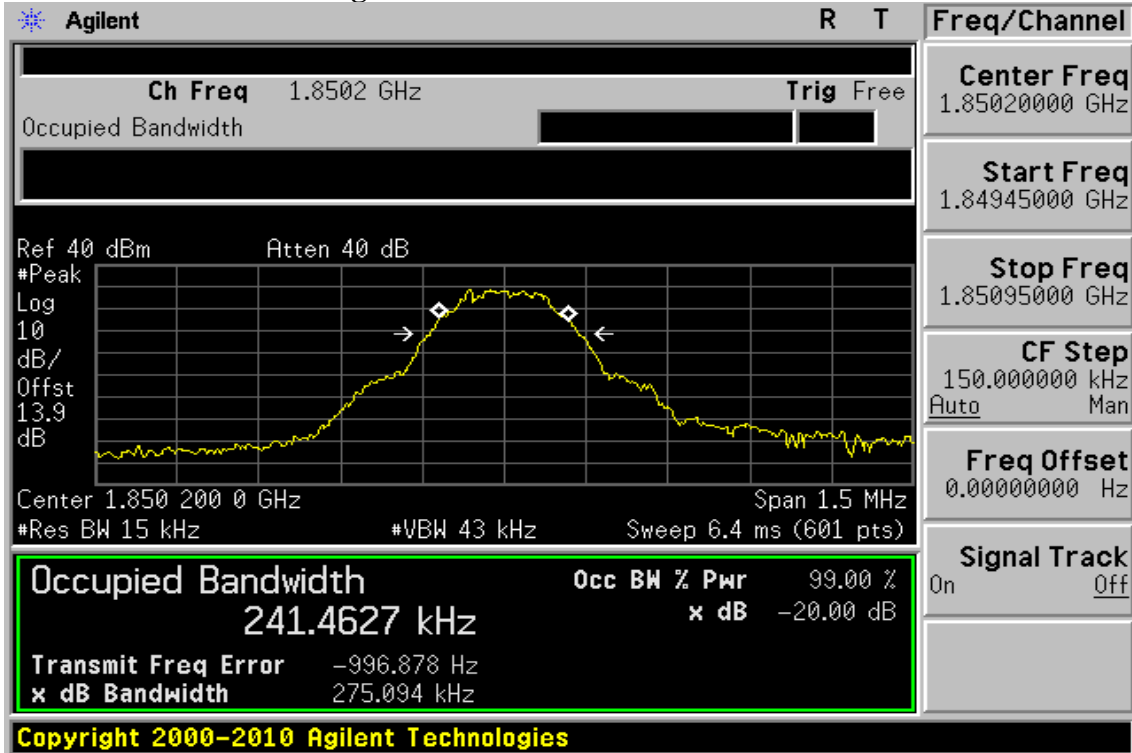 Agilent R T Freq/Channel
Ch Freq 1.8502 GHz Trig Free
Occupied Bandwidth
Center Freq
1.85020000 GHz
Start Freq
1.84945000 GHz
Stop Freq
1.85095000 GHz
CF Step
150.000000 kHz
Auto Man
Freq Offset
0.00000000 Hz
Signal Track
On Off
Ref 40 dBm Atten 40 dB
#Peak
Log
10
dB/
Offst
13.9
dB
Center 1.850 200 0 GHz Span 1.5 MHz
#Res BW 15 kHz #VBW 43 kHz Sweep 6.4 ms (601 pts)
Occupied Bandwidth Occ BW % Pwr 99.00 %
241.4627 kHz x dB -20.00 dB
Transmit Freq Error -996.878 Hz
x dB Bandwidth 275.094 kHz
Copyright 2000-2010 Agilent Technologies